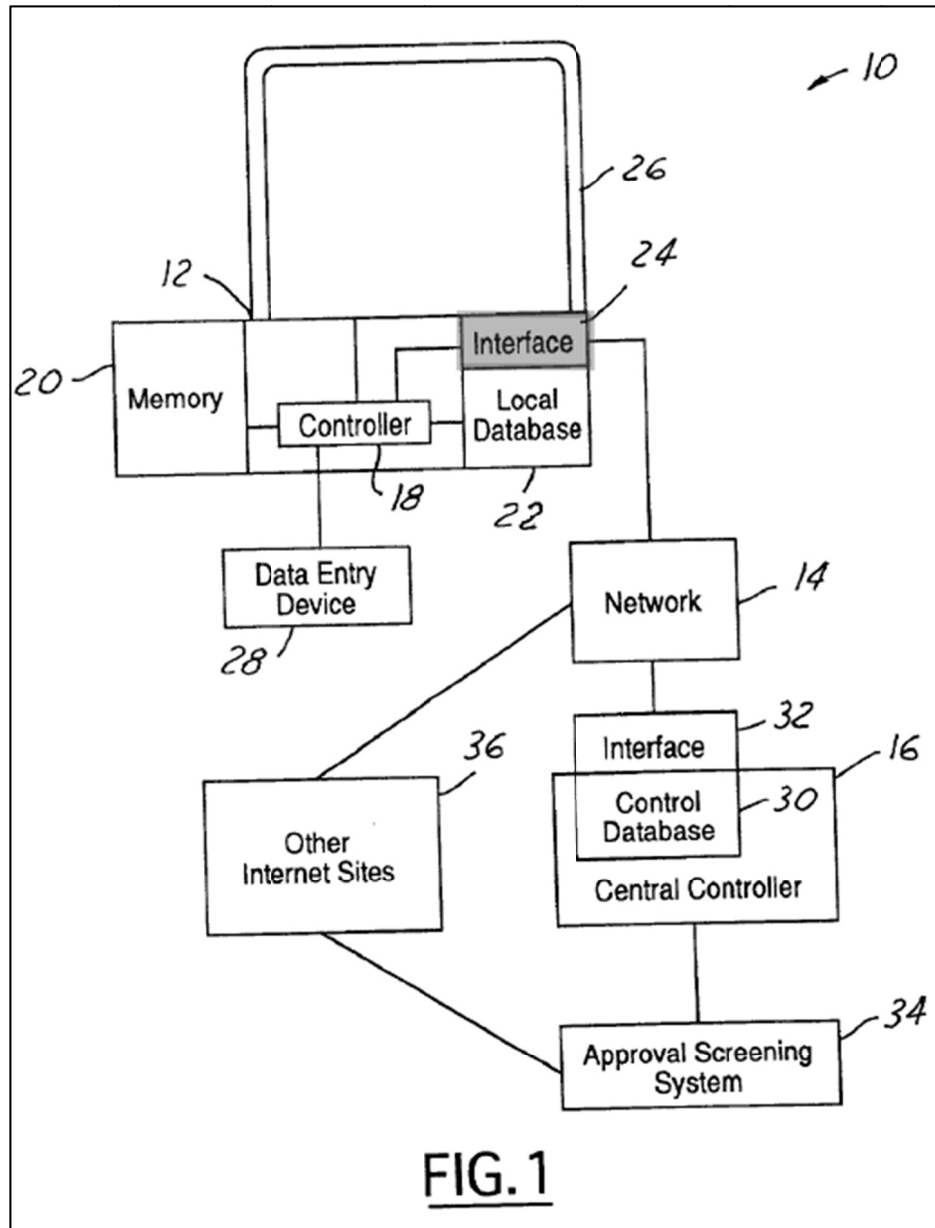 10
26
24
12
Interface
20
Memory
Controller
Local
Database
18
22
Data Entry
Device
28
Network
14
32
Interface
16
36
Control
Database
30
Other
Internet Sites
Central Controller
34
Approval Screening
System
FIG. 1